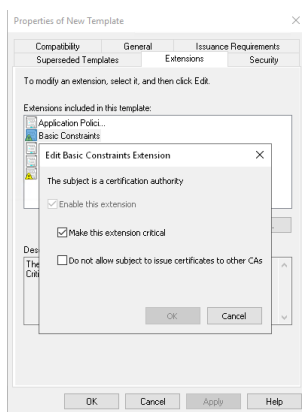 Properties of New Template
Compatibility General Issuance Requirements
Superseded Templates Extensions Security
To modify an extension, select it, and then click Edit.
Extensions included in this template:
Application Polici...
Basic Constraints
Edit Basic Constraints Extension
The subject is a certification authority
Enable this extension
Make this extension critical
Do not allow subject to issue certificates to other CAs
OK Cancel
Des
The
Criti
OK Cancel Apply Help